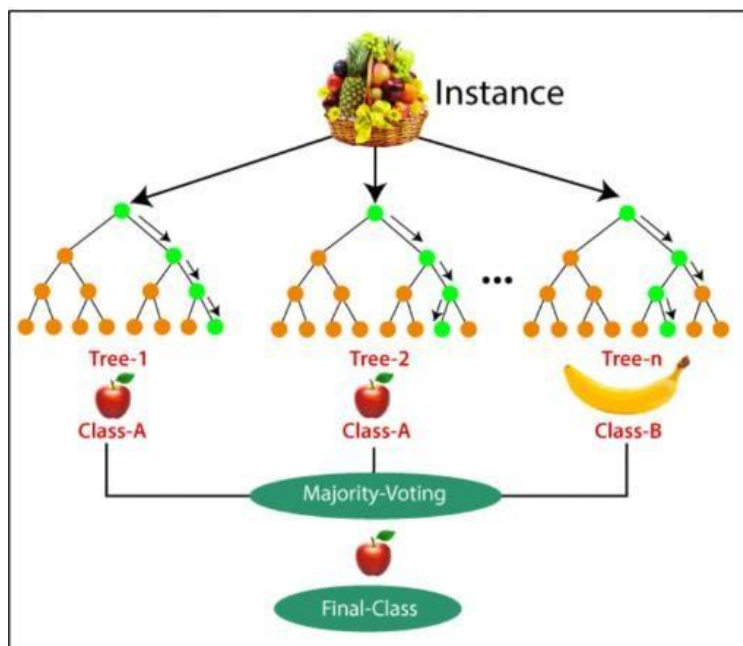 Instance
...
Tree-1
Tree-2
Tree-n
Class-A
Class-A
Class-B
Majority-Voting
Final-Class